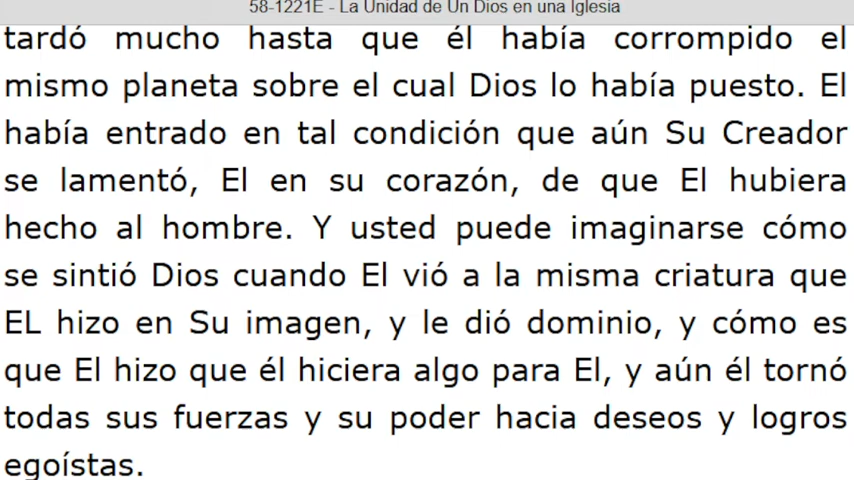 58-1221E - La Unidad de Un Dios en una Iglesia
tardó mucho hasta que él había corrompido el
mismo planeta sobre el cual Dios lo había puesto. El
había entrado en tal condición que aún Su Creador
se lamentó, El en su corazón, de que El hubiera
hecho al hombre. Y usted puede imaginarse cómo
se sintió Dios cuando El vió a la misma criatura que
EL hizo en Su imagen, y le dió dominio, y cómo es
que El hizo que él hiciera algo para El, y aún él tornó
todas sus fuerzas y su poder hacia deseos y logros
egoístas.